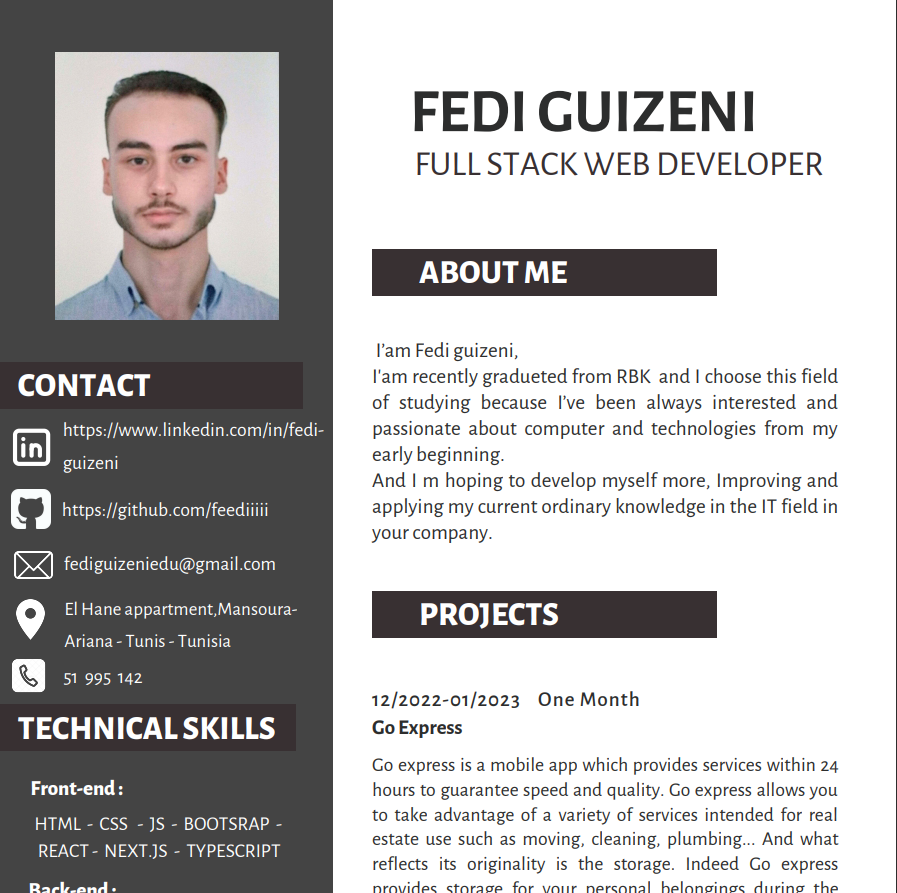 FEDI GUIZENI
FULL STACK WEB DEVELOPER
CONTACT
https://www.linkedin.com/in/fedi-
guizeni
https://github.com/feediiiii
fediguizeniedu@gmail.com
El Hane appartment,Mansoura-
Ariana - Tunis - Tunisia
51 995 142
TECHNICAL SKILLS
Front-end :
HTML - CSS - JS - BOOTSRAP -
REACT - NEXT.JS - TYPESCRIPT
Back-end :
ABOUT ME
I'am Fedi guizeni,
I'am recently gradueted from RBK and I choose this field
of studying because I've been always interested and
passionate about computer and technologies from my
early beginning.
And I m hoping to develop myself more, Improving and
applying my current ordinary knowledge in the IT field in
your company.
PROJECTS
12/2022-01/2023 One Month
Go Express
Go express is a mobile app which provides services within 24
hours to guarantee speed and quality. Go express allows you
to take advantage of a variety of services intended for real
estate use such as moving, cleaning, plumbing... And what
reflects its originality is the storage. Indeed Go express
provides storage for your personal belongings during the